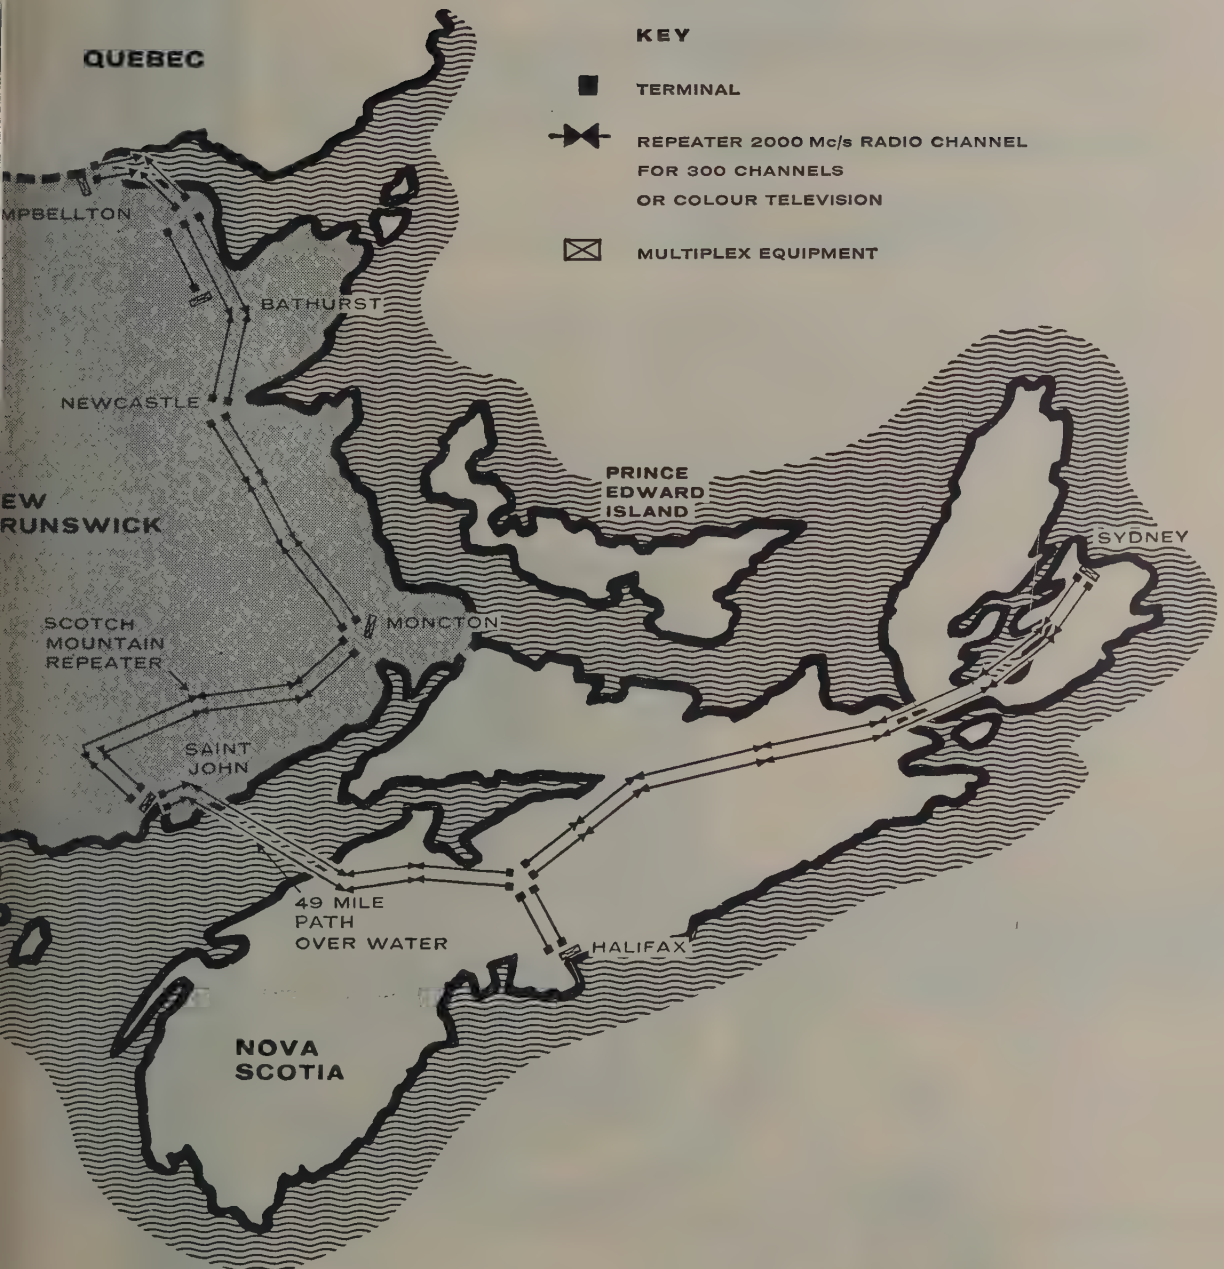 QUEBEC
KEY
TERMINAL
REPEATER 2000 Mc/s RADIO CHANNEL
FOR 300 CHANNELS
OR COLOUR TELEVISION
MULTIPLEX EQUIPMENT
MPBELLTON
BATHURST
NEWCASTLE
PRINCE
EDWARD
ISLAND
EW
RUNSWICK
SYDNEY
SCOTCH
MOUNTAIN
REPEATER
MONCTON
SAINT
JOHN
49 MILE
PATH
OVER WATER
HALIFAX
NOVA
SCOTIA